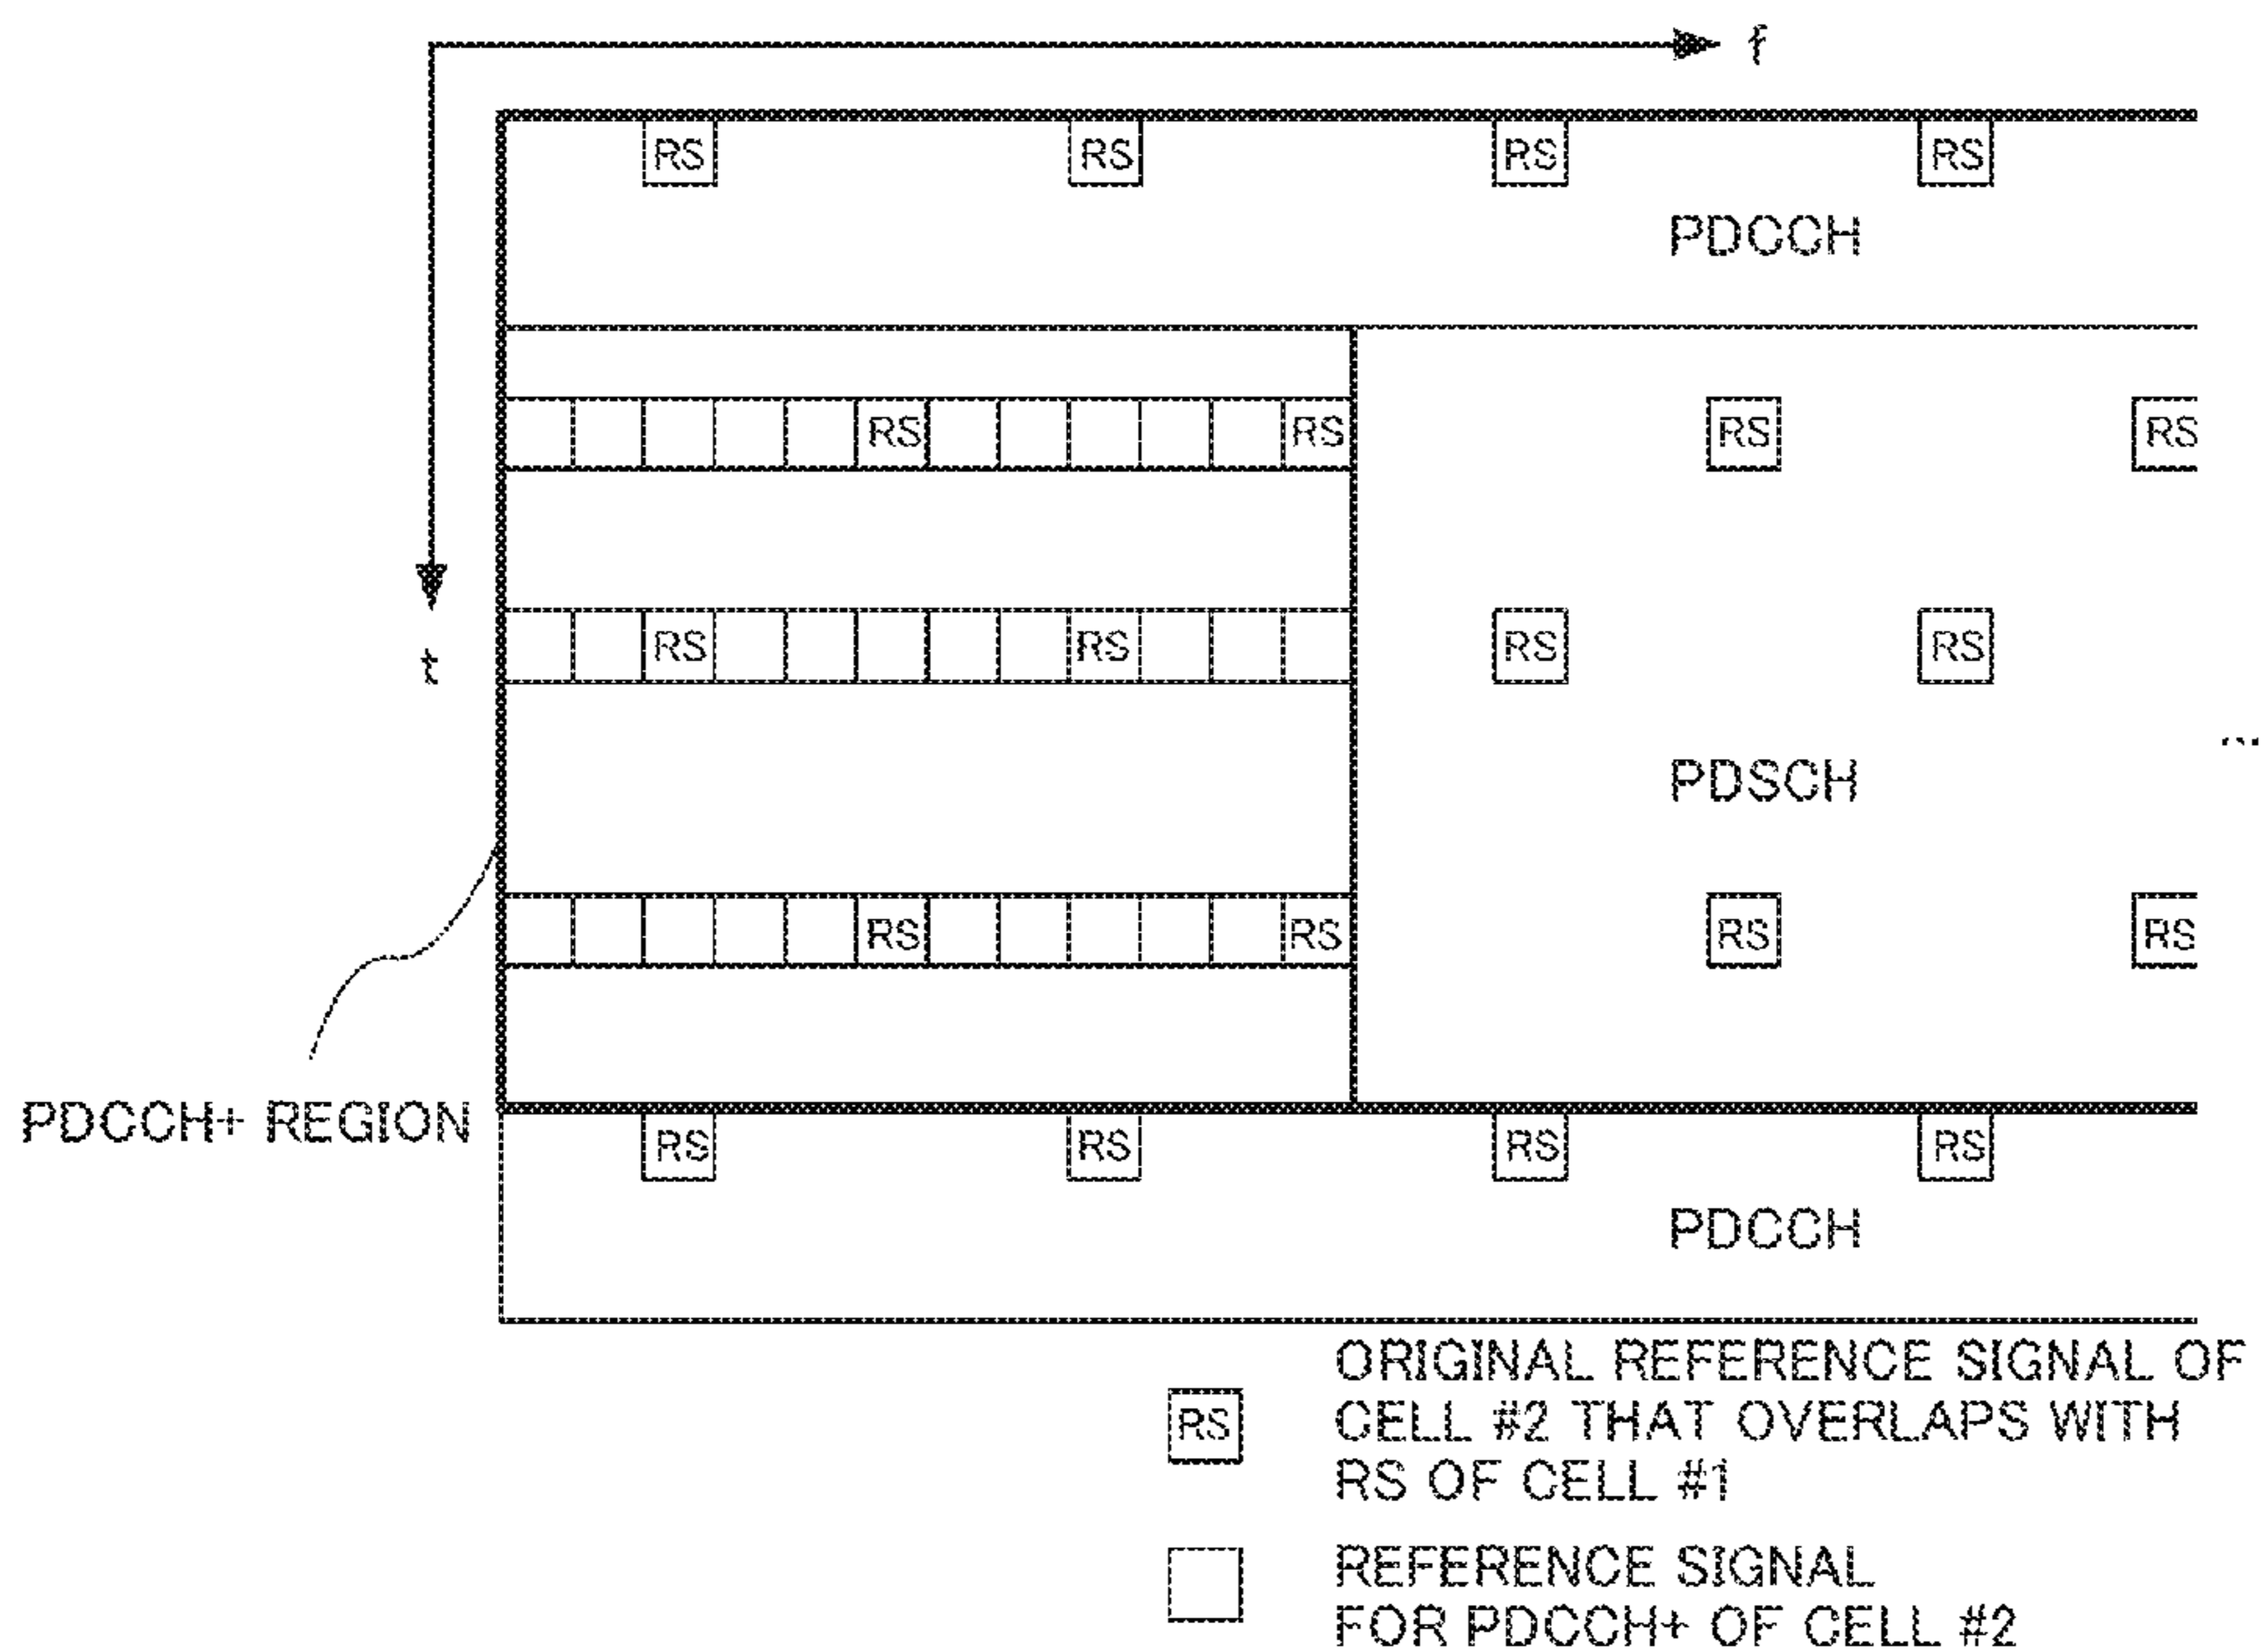 f
RS RS RS RS
PDCCH
RS RS RS RS
t
RS RS RS RS
PDSCH
...
RS RS RS RS
PDCCH+ REGION
RS RS RS RS
PDCCH
RS
ORIGINAL REFERENCE SIGNAL OF
CELL #2 THAT OVERLAPS WITH
RS OF CELL #1
REFERENCE SIGNAL
FOR PDCCH+ OF CELL #2